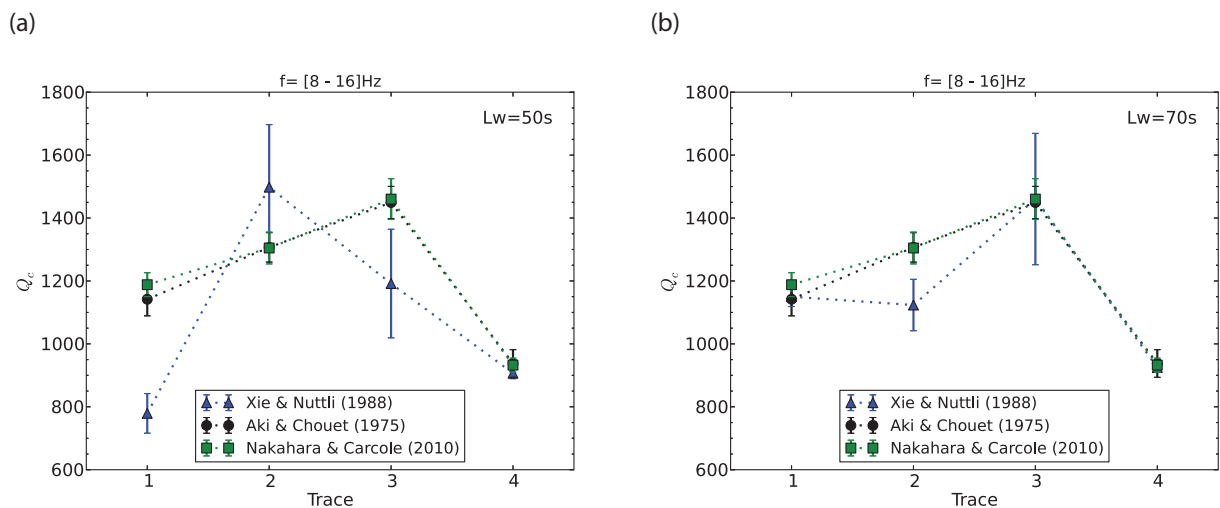 (a)
f= [8 - 16]Hz
Lw=50s
1800
1600
1400
1200
1000
800
600
Qc
Xie & Nuttli (1988)
Aki & Chouet (1975)
Nakahara & Carcole (2010)
1 2 3 4
Trace
(b)
f= [8 - 16]Hz
Lw=70s
1800
1600
1400
1200
1000
800
600
Qc
Xie & Nuttli (1988)
Aki & Chouet (1975)
Nakahara & Carcole (2010)
1 2 3 4
Trace